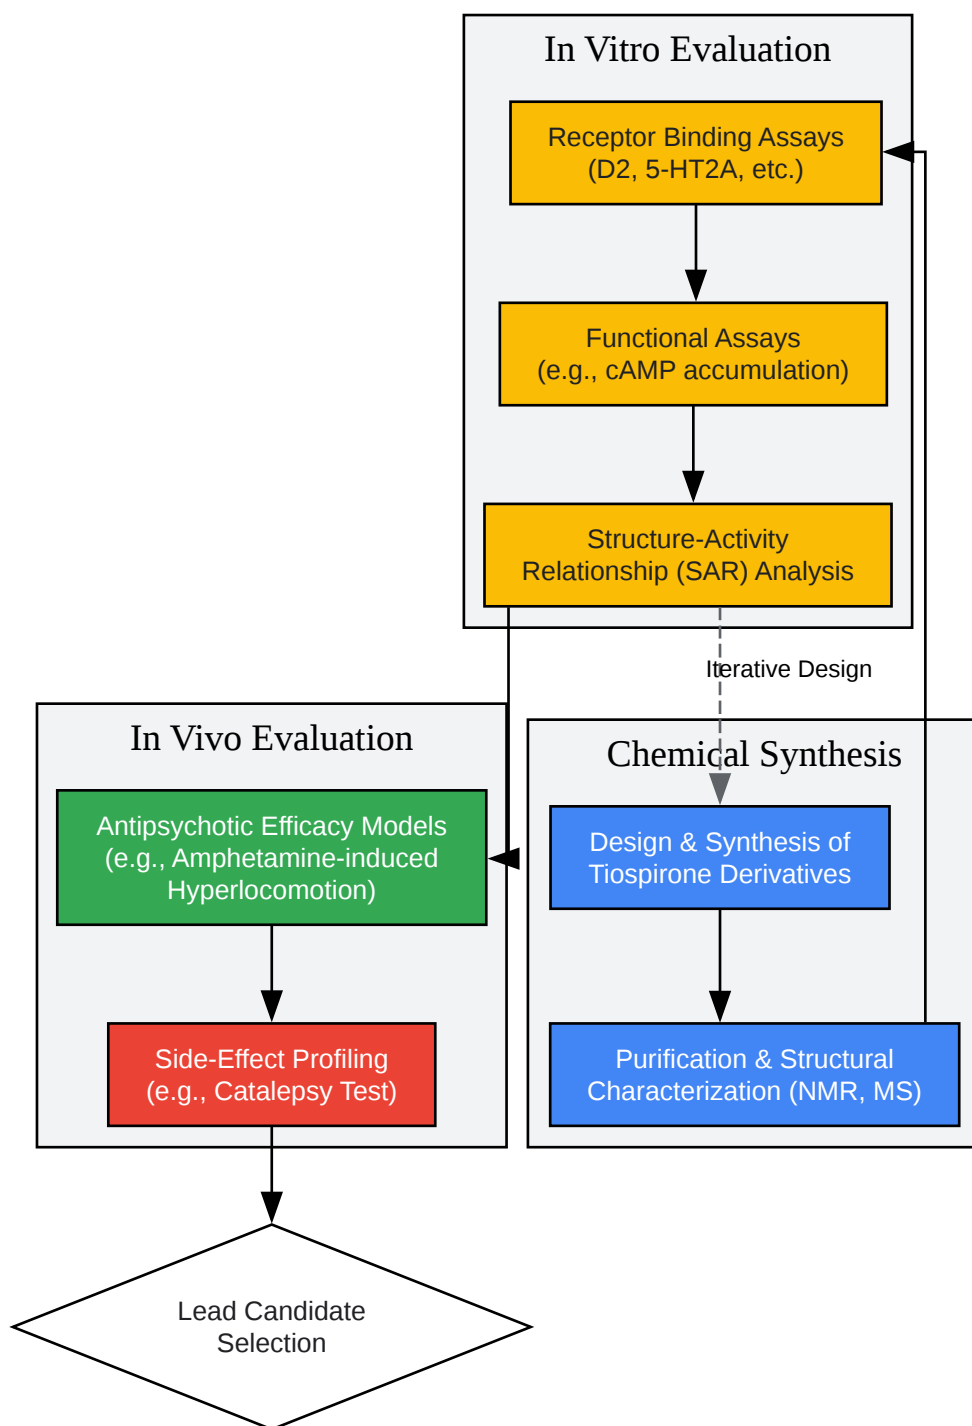 In Vitro Evaluation
Receptor Binding Assays
(D2, 5-HT2A, etc.)
Functional Assays
(e.g., cAMP accumulation)
Structure-Activity
Relationship (SAR) Analysis
Iterative Design
In Vivo Evaluation
Antipsychotic Efficacy Models
(e.g., Amphetamine-induced
Hyperlocomotion)
Side-Effect Profiling
(e.g., Catalepsy Test)
Chemical Synthesis
Design & Synthesis of
Tiospirone Derivatives
Purification & Structural
Characterization (NMR, MS)
Lead Candidate
Selection